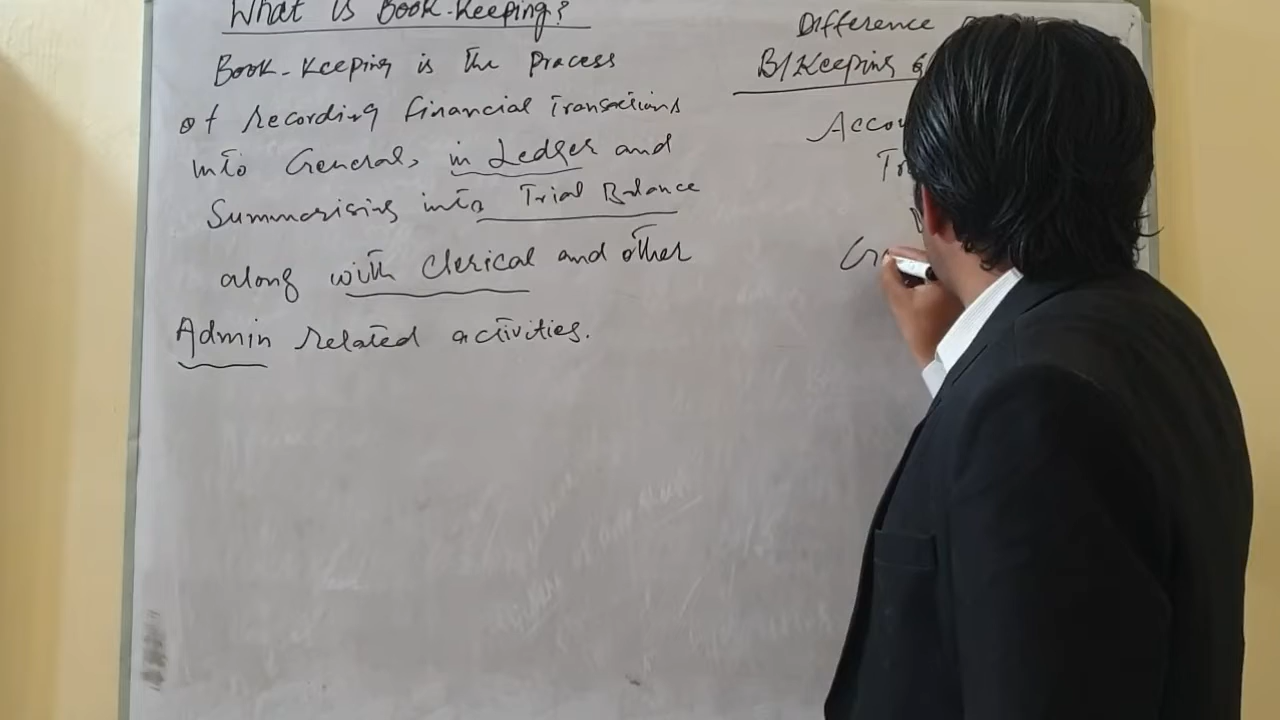 What is Book-Keeping?
Book-Keeping is the Process
of recording financial Transactions
into General, in Ledger and
Summarising into Trial Balance
along with Clerical and other
Admin related activities.
Difference
B/Keeping &